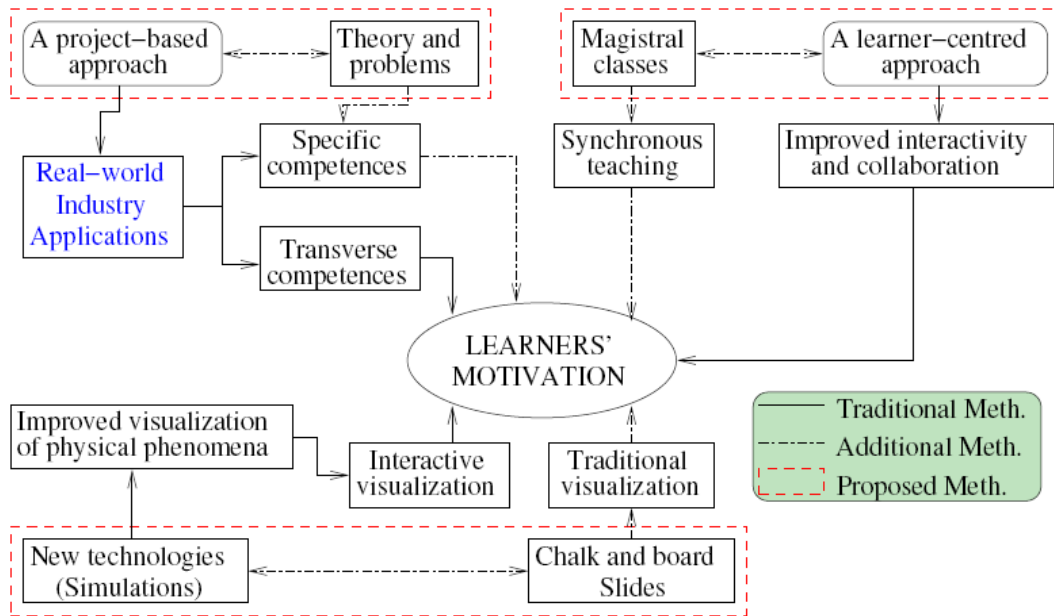 A project−based
approach
Theory and
problems
Magistral
classes
A learner−centred
approach
Real−world
Industry
Applications
Specific
competences
Synchronous
teaching
Improved interactivity
and collaboration
Transverse
competences
LEARNERS'
MOTIVATION
Improved visualization
of physical phenomena
Interactive
visualization
Traditional
visualization
Traditional Meth.
Additional Meth.
Proposed Meth.
New technologies
(Simulations)
Chalk and board
Slides